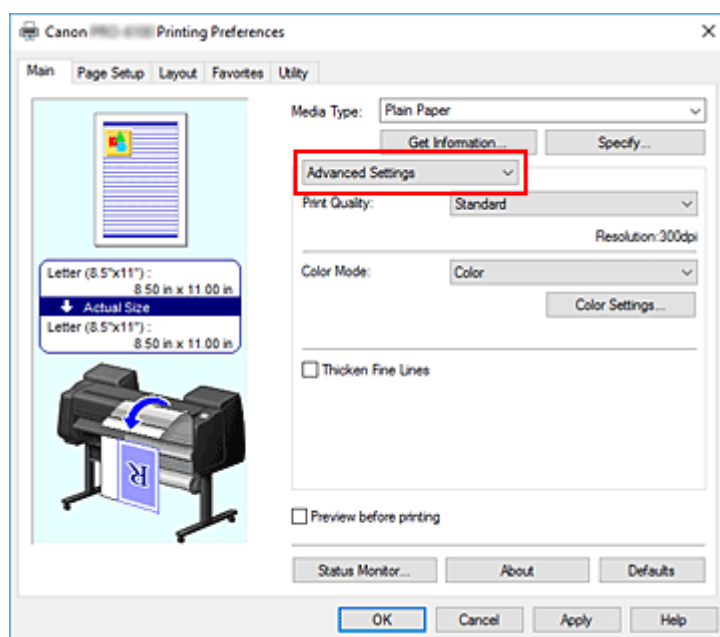 Canon Printing Preferences
Main Page Setup Layout Favorites Utility
Media Type: Plain Paper
Get Information... Specify...
Advanced Settings
Print Quality: Standard
Resolution:300dpi
Letter (8.5"x11") :
8.50 in x 11.00 in
Actual Size
Letter (8.5"x11") :
8.50 in x 11.00 in
Color Mode: Color
Color Settings...
Thicken Fine Lines
R
Preview before printing
Status Monitor... About Defaults
OK Cancel Apply Help